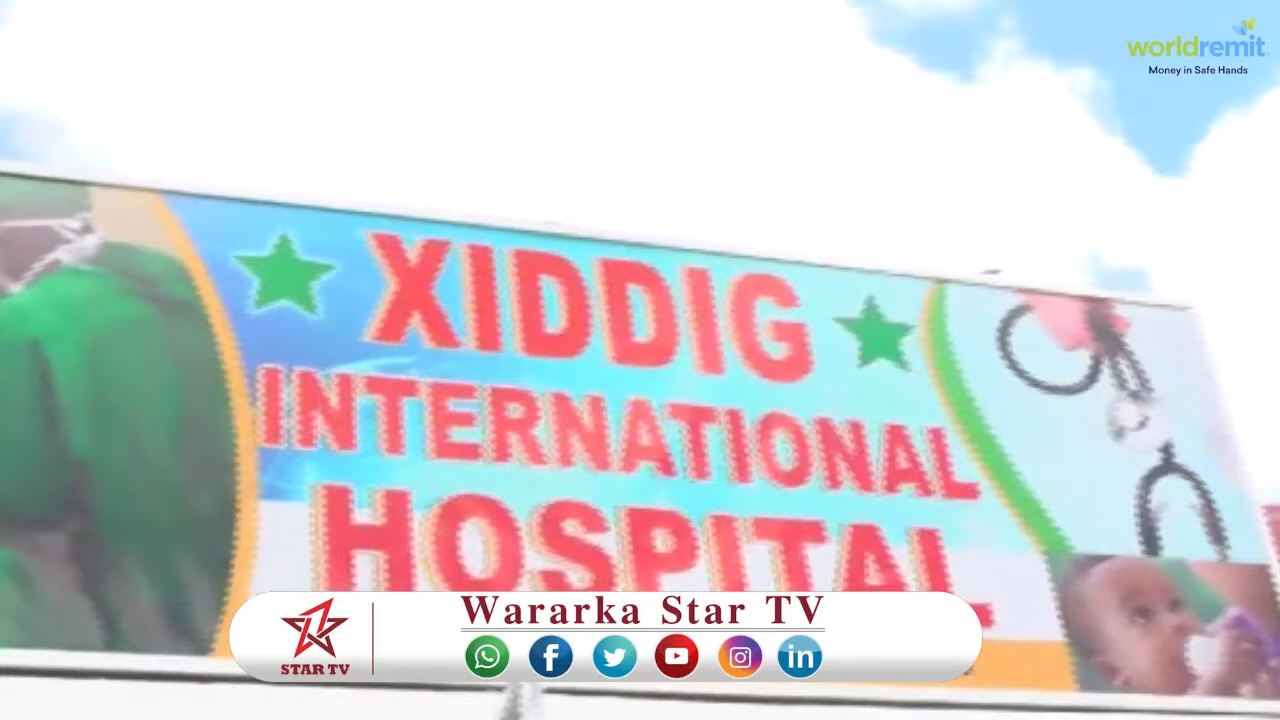 worldremit
Money in Safe Hands
XIDDIG
INTERNATIONAL
HOSPITAL
Wararka Star TV
STAR TV